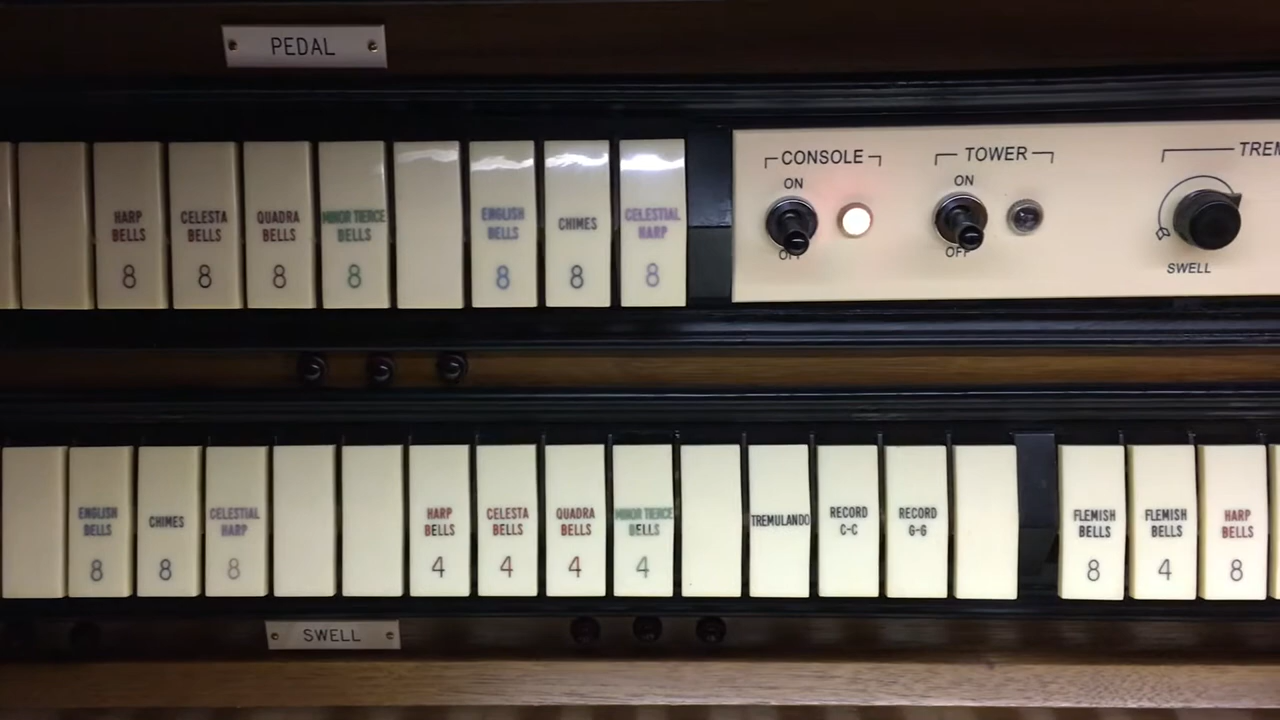 PEDAL
CONSOLE
TOWER
TREM
ON
ON
HARP
BELLS
8
CELESTA
BELLS
8
QUADRA
BELLS
8
MINOR TIERCE
BELLS
8
ENGLISH
BELLS
8
CHIMES
8
CELESTIAL
HARP
8
OFF
OFF
SWELL
ENGLISH
BELLS
8
CHIMES
8
CELESTIAL
HARP
8
HARP
BELLS
4
CELESTA
BELLS
4
QUADRA
BELLS
4
MINOR TIERCE
BELLS
4
TREMULANDO
RECORD
C-C
RECORD
G-G
FLEMISH
BELLS
8
FLEMISH
BELLS
4
HARP
BELLS
8
SWELL